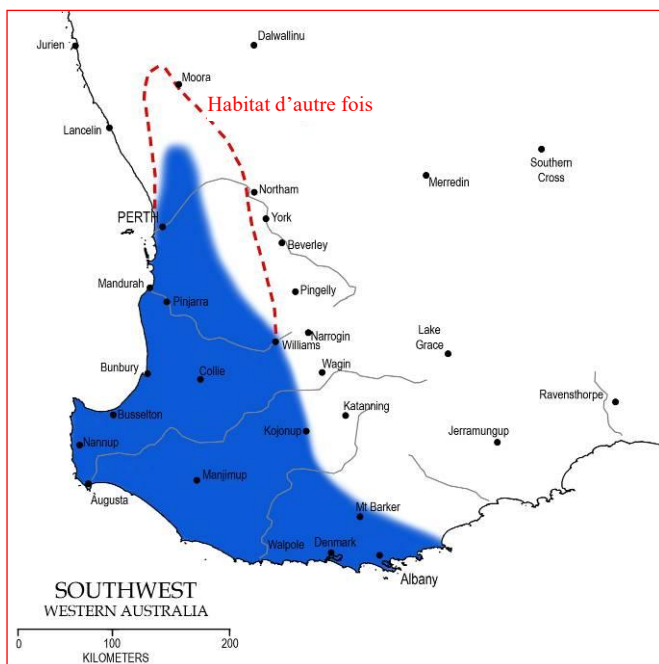 Dalwallinu
Jurien
Moora
Habitat d’autre fois
Lancelin
Southern
Cross
Merredin
Northam
PERTH
York
Beverley
Mandurah
Pingelly
Pinjarra
Narrogin
Williams
Lake
Grace
Bunbury
Collie
Wagin
Ravensthorpe
Busselton
Katanning
Nannup
Kojonup
Jerramungup
Manjimup
Augusta
Mt Barker
Walpole
Denmark
Albany
SOUTHWEST
WESTERN AUSTRALIA
0 100 200
KILOMETERS